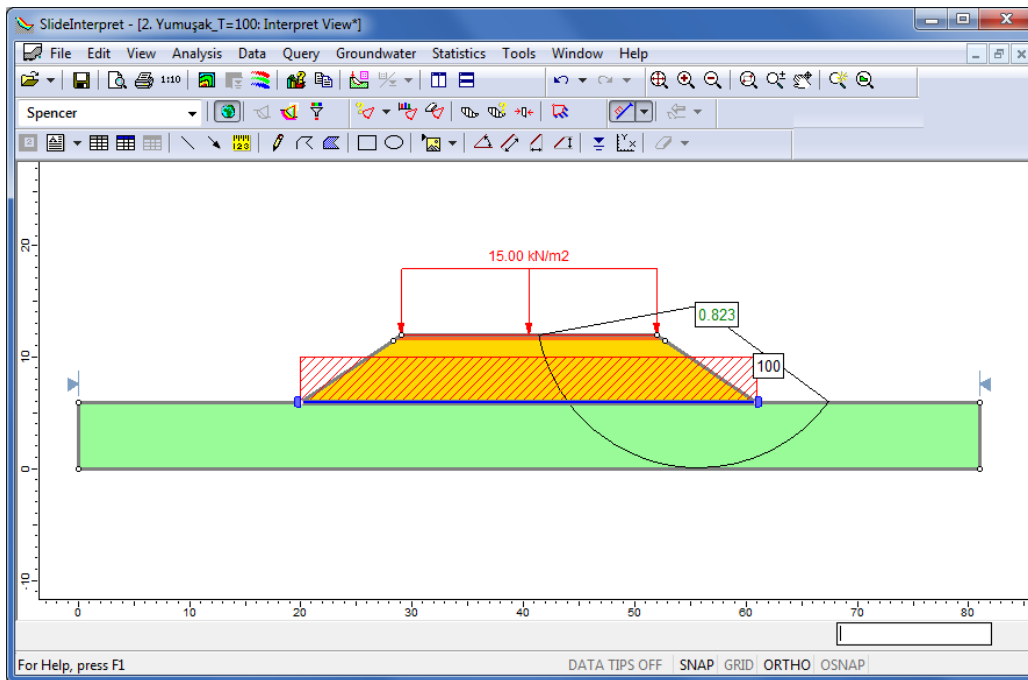 SlideInterpret - [2. Yumuşak_T=100: Interpret View*]
File Edit View Analysis Data Query Groundwater Statistics Tools Window Help
1:10
Spencer
15.00 kN/m2
0.823
100
20
10
0
-10
0 10 20 30 40 50 60 70 80
For Help, press F1 DATA TIPS OFF SNAP GRID ORTHO OSNAP